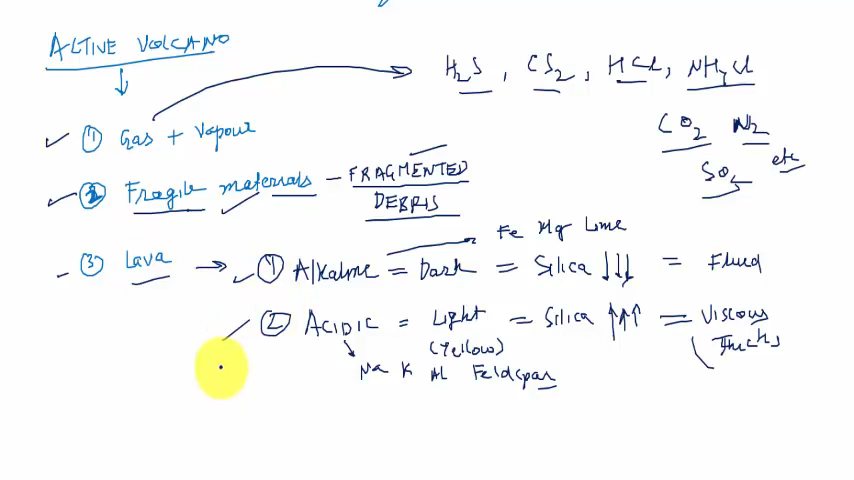 ACTIVE VOLCANO
H₂S, CS₂, HCl, NH₄Cl
CO₂ N₂
SO₂ etc
① Gas + Vapour
② Fragile materials - FRAGMENTED
DEBRIS
Fe Mg Lime
③ Lava → ① Alkaline = Dark = Silica ↓↓↓ = Fluid
② ACIDIC = Light = Silica ↑↑↑ = Viscous
(Yellow) Thick
Na K Al Feldspar